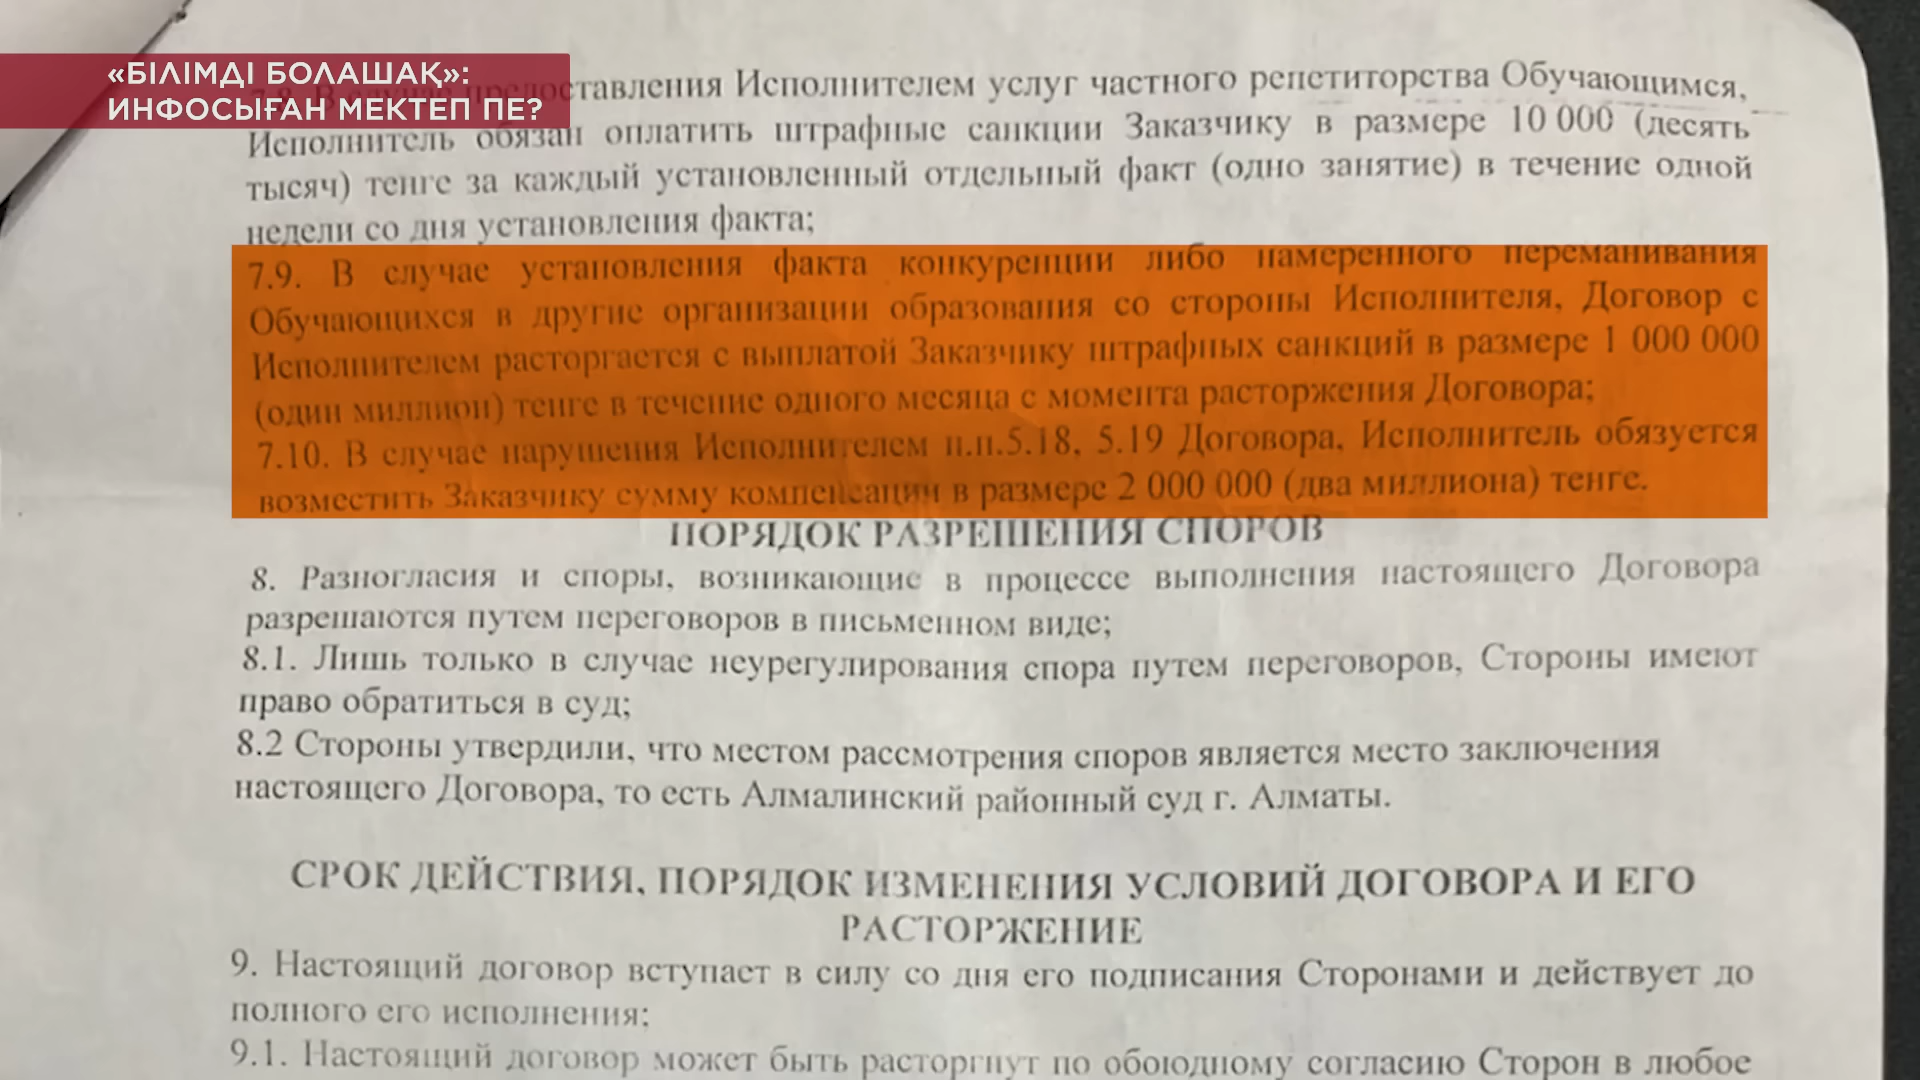 «БІЛІМДІ БОЛАШАҚ»:
ИНФОСЫҒАН МЕКТЕП ПЕ?
7.8. В случае предоставления Исполнителем услуг частного репетиторства Обучающимся,
Исполнитель обязан оплатить штрафные санкции Заказчику в размере 10 000 (десять
тысяч) тенге за каждый установленный отдельный факт (одно занятие) в течение одной
недели со дня установления факта;
7.9. В случае установления факта конкуренции либо намеренного переманивания
Обучающихся в другие организации образования со стороны Исполнителя, Договор с
Исполнителем расторгается с выплатой Заказчику штрафных санкций в размере 1 000 000
(один миллион) тенге в течение одного месяца с момента расторжения Договора;
7.10. В случае нарушения Исполнителем п.п.5.18, 5.19 Договора, Исполнитель обязуется
возместить Заказчику сумму компенсации в размере 2 000 000 (два миллиона) тенге.
ПОРЯДОК РАЗРЕШЕНИЯ СПОРОВ
8. Разногласия и споры, возникающие в процессе выполнения настоящего Договора
разрешаются путем переговоров в письменном виде;
8.1. Лишь только в случае неурегулирования спора путем переговоров, Стороны имеют
право обратиться в суд;
8.2 Стороны утвердили, что местом рассмотрения споров является место заключения
настоящего Договора, то есть Алмалинский районный суд г. Алматы.
СРОК ДЕЙСТВИЯ, ПОРЯДОК ИЗМЕНЕНИЯ УСЛОВИЙ ДОГОВОРА И ЕГО
РАСТОРЖЕНИЕ
9. Настоящий договор вступает в силу со дня его подписания Сторонами и действует до
полного его исполнения;
9.1. Настоящий договор может быть расторгнут по обоюдному согласию Сторон в любое